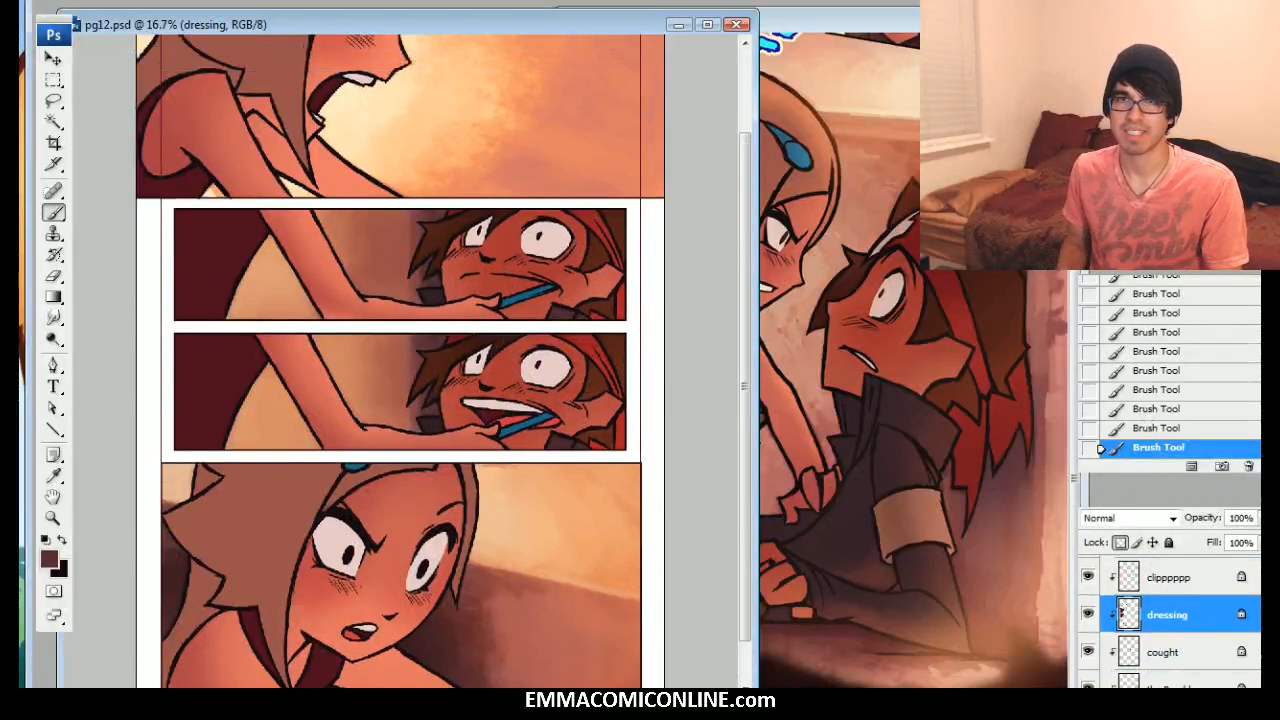 Ps
pg12.psd @ 16.7% (dressing, RGB/8)
STREET
Brush Tool
Brush Tool
Brush Tool
Brush Tool
Brush Tool
Brush Tool
Brush Tool
Brush Tool
Brush Tool
Brush Tool
Normal
Opacity: 100%
Lock:
Fill: 100%
clipppppp
dressing
cought
EMMACOMICONLINE.com